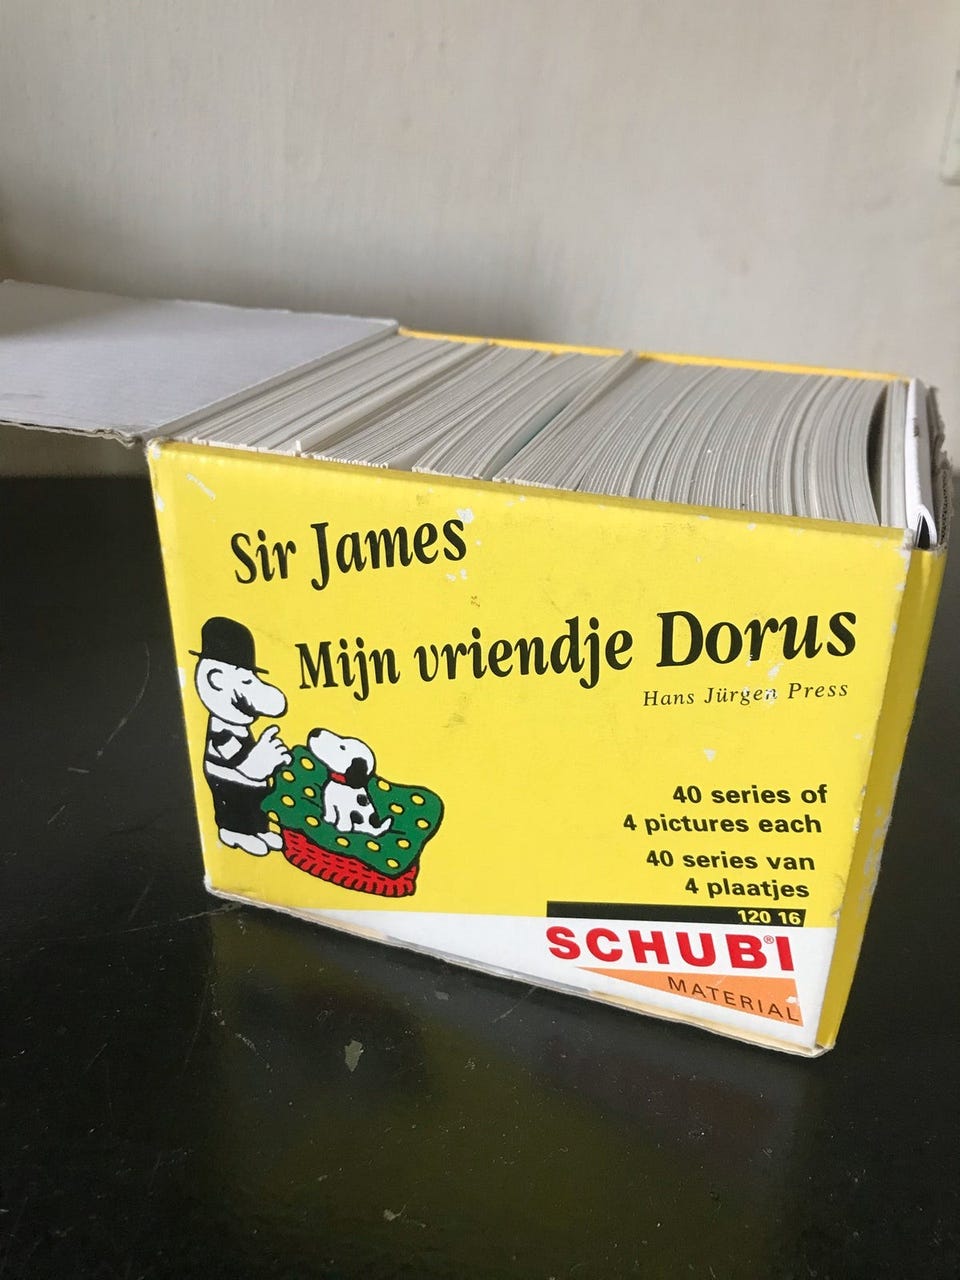 Sir James
Mijn vriendje Dorus
Hans Jürgen Press
40 series of
4 pictures each
40 series van
4 plaatjes
120 16
SCHUBI®
MATERIAL